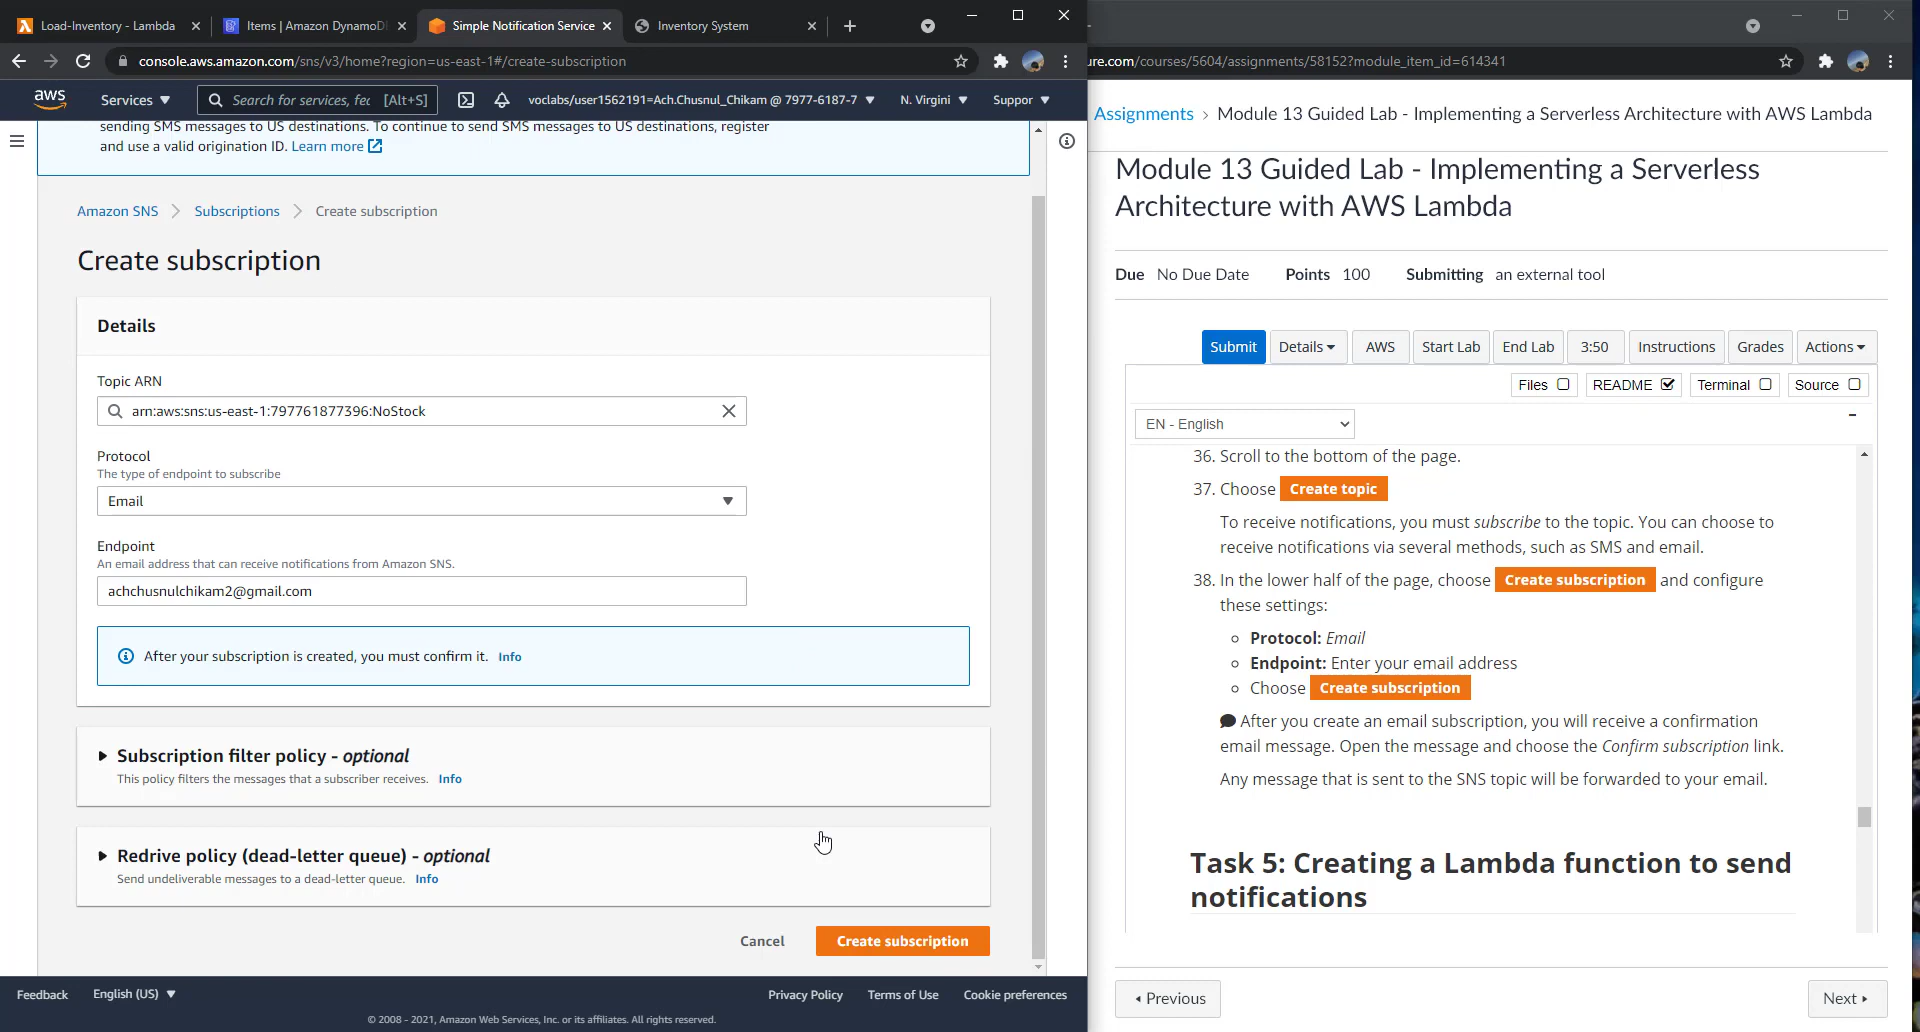 Load-Inventory - Lambda
Items | Amazon DynamoD
Simple Notification Service
Inventory System
console.aws.amazon.com/sns/v3/home?region=us-east-1#/create-subscription
ure.com/courses/5604/assignments/58152?module_item_id=614341
aws
Services
Search for services, fea
[Alt+S]
voclabs/user1562191=Ach.Chusnul_Chikam @ 7977-6187-7
N. Virgini
Suppor
sending SMS messages to US destinations. To continue to send SMS messages to US destinations, register
and use a valid origination ID. Learn more
Amazon SNS
Subscriptions
Create subscription
Create subscription
Details
Topic ARN
arn:aws:sns:us-east-1:797761877396:NoStock
Protocol
The type of endpoint to subscribe
Email
Endpoint
An email address that can receive notifications from Amazon SNS.
achchusnulchikam2@gmail.com
After your subscription is created, you must confirm it. Info
Subscription filter policy - optional
This policy filters the messages that a subscriber receives. Info
Redrive policy (dead-letter queue) - optional
Send undeliverable messages to a dead-letter queue. Info
Cancel
Create subscription
Feedback
English (US)
Privacy Policy
Terms of Use
Cookie preferences
© 2008 - 2021, Amazon Web Services, Inc. or its affiliates. All rights reserved.
Assignments › Module 13 Guided Lab - Implementing a Serverless Architecture with AWS Lambda
Module 13 Guided Lab - Implementing a Serverless
Architecture with AWS Lambda
Due No Due Date
Points 100
Submitting an external tool
Submit
Details
AWS
Start Lab
End Lab
3:50
Instructions
Grades
Actions
Files
README
Terminal
Source
EN - English
36. Scroll to the bottom of the page.
37. Choose Create topic
To receive notifications, you must subscribe to the topic. You can choose to
receive notifications via several methods, such as SMS and email.
38. In the lower half of the page, choose Create subscription and configure
these settings:
Protocol: Email
Endpoint: Enter your email address
Choose Create subscription
After you create an email subscription, you will receive a confirmation
email message. Open the message and choose the Confirm subscription link.
Any message that is sent to the SNS topic will be forwarded to your email.
Task 5: Creating a Lambda function to send
notifications
Previous
Next